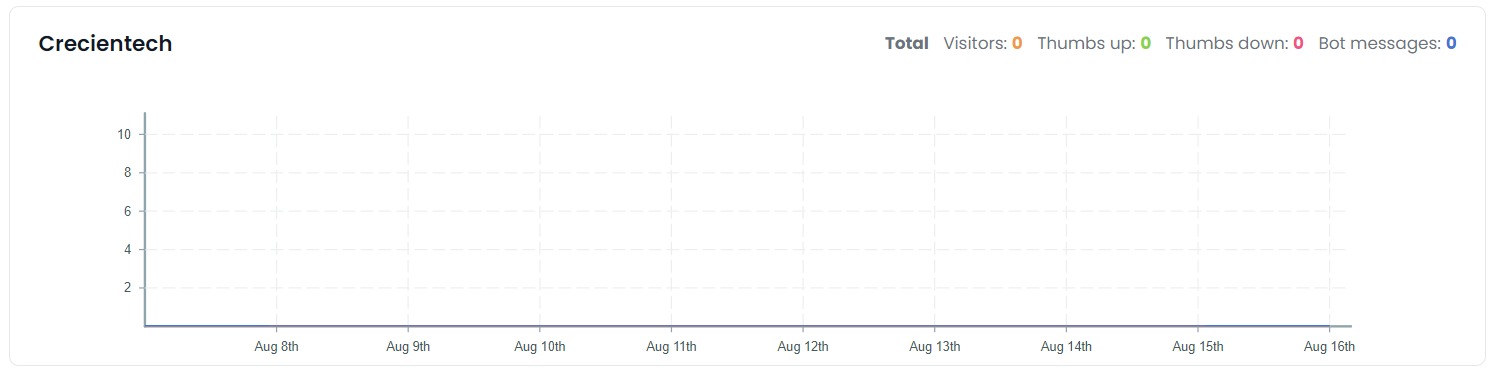 Crecientech
Total Visitors: 0 Thumbs up: 0 Thumbs down: 0 Bot messages: 0
10
8
6
4
2
Aug 8th Aug 9th Aug 10th Aug 11th Aug 12th Aug 13th Aug 14th Aug 15th Aug 16th